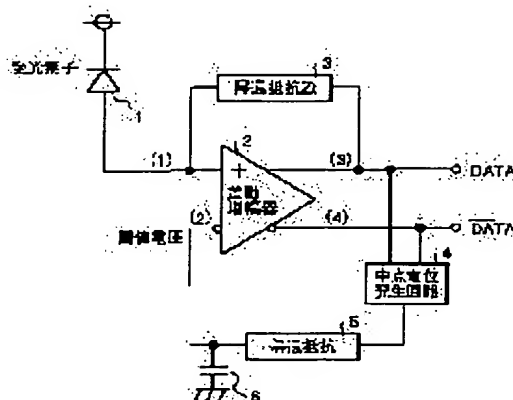 3
帰還抵抗
受光素子
1
2
(1)
+
(3)
DATA
差動
増幅器
(2)
(4)
DATA
閾値電圧
4
中点電位
発生回路
5
抵抗
6